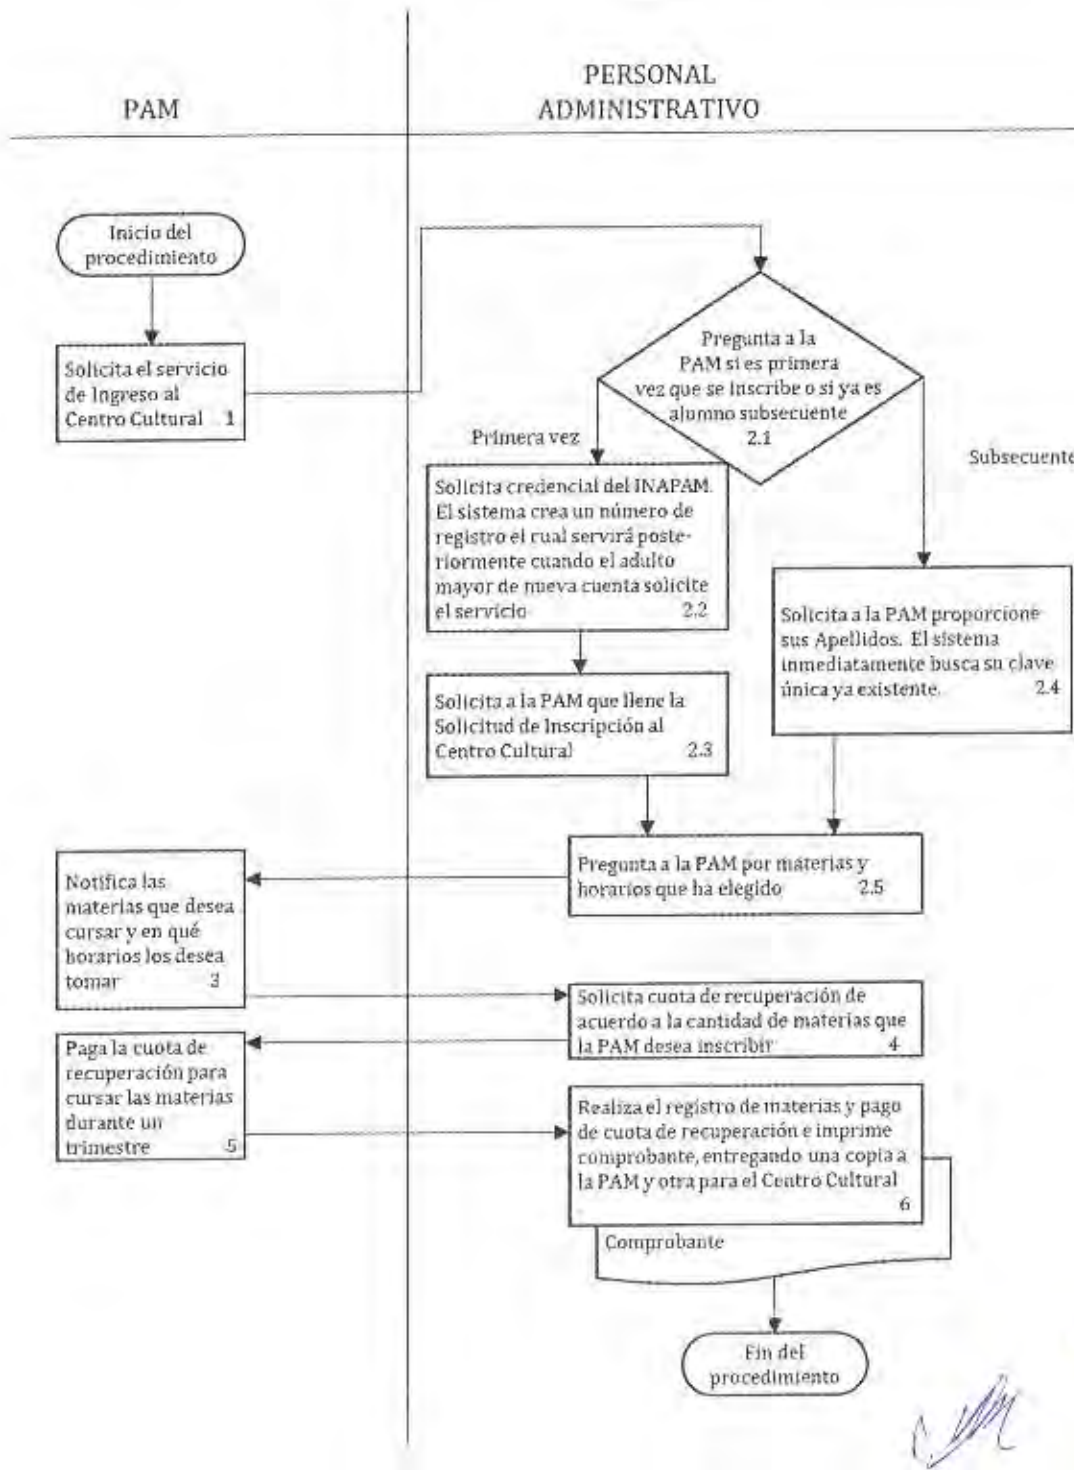 PAM
PERSONAL
ADMINISTRATIVO
Inicio del
procedimiento
Solicita el servicio
de Ingreso al
Centro Cultural 1
Pregunta a la
PAM si es primera
vez que se inscribe o si ya es
alumno subsecuente
2.1
Primera vez
Subsecuente
Solicita credencial del INAPAM.
El sistema crea un número de
registro el cual servirá poste-
riormente cuando el adulto
mayor de nueva cuenta solicite
el servicio 2.2
Solicita a la PAM proporcione
sus Apellidos. El sistema
inmediatamente busca su clave
única ya existente. 2.4
Solicita a la PAM que llene la
Solicitud de Inscripción al
Centro Cultural 2.3
Pregunta a la PAM por materias y
horarios que ha elegido 2.5
Notifica las
materias que desea
cursar y en qué
horarios los desea
tomar 3
Solicita cuota de recuperación de
acuerdo a la cantidad de materias que
la PAM desea inscribir 4
Paga la cuota de
recuperación para
cursar las materias
durante un
trimestre 5
Realiza el registro de materias y pago
de cuota de recuperación e imprime
comprobante, entregando una copia a
la PAM y otra para el Centro Cultural
6
Comprobante
Fin del
procedimiento